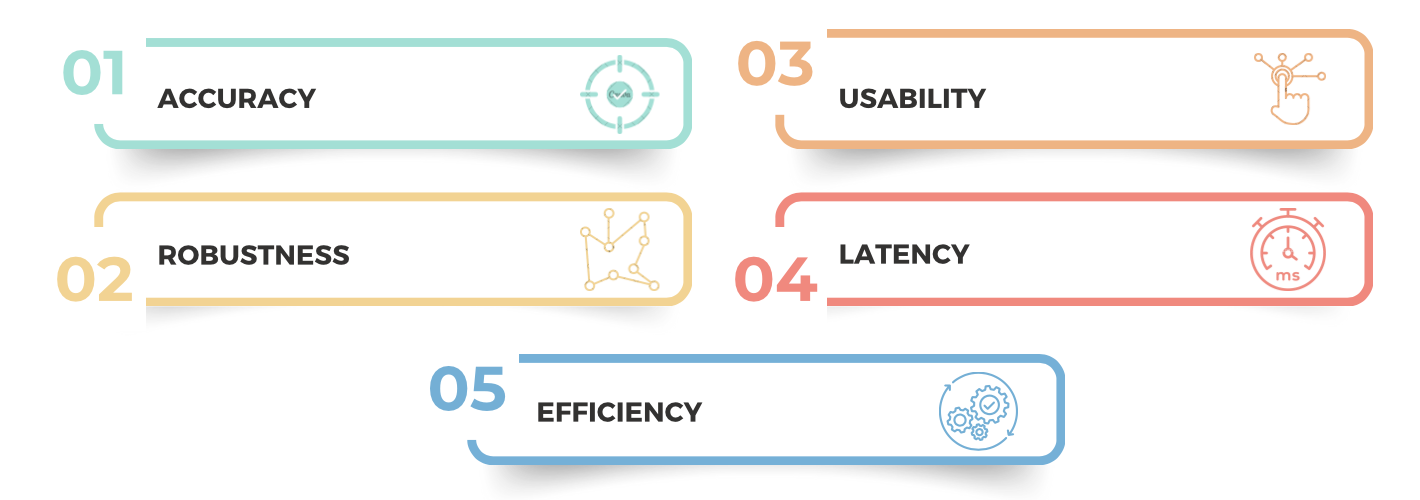 01
ACCURACY
02
ROBUSTNESS
03
USABILITY
04
LATENCY
ms
05
EFFICIENCY